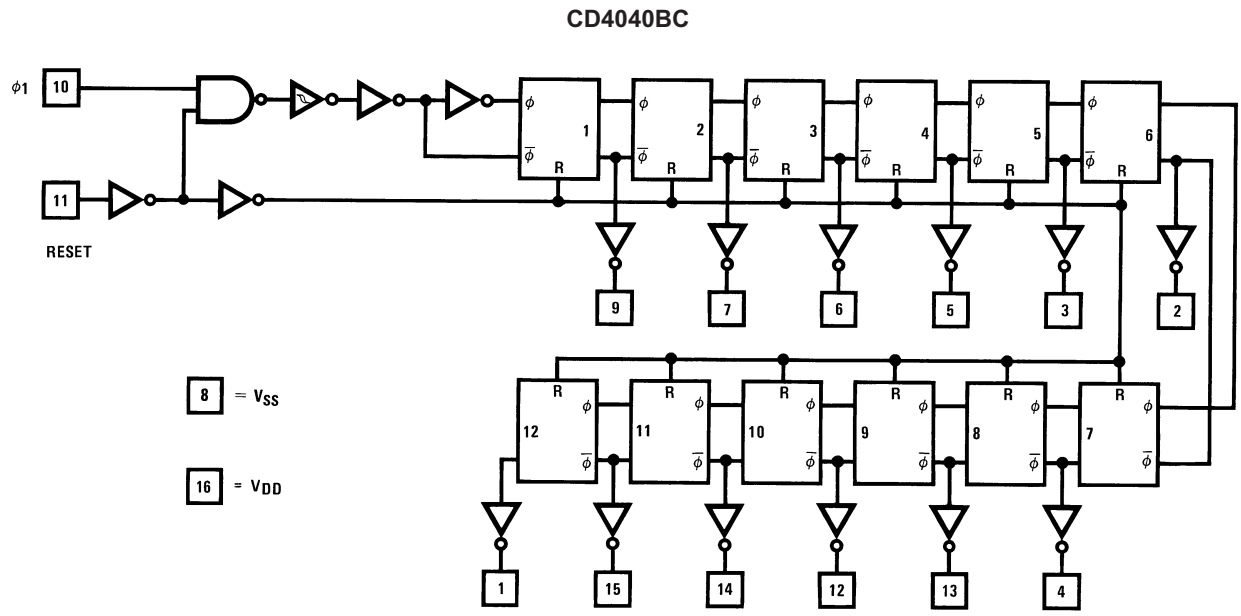 CD4040BC
ϕ1 10
ϕ ϕ ϕ ϕ ϕ ϕ
1 2 3 4 5 6
ϕ̅ ϕ̅ ϕ̅ ϕ̅ ϕ̅ ϕ̅
R R R R R R
11
RESET
9 7 6 5 3 2
R R R R R R
8 = VSS
ϕ ϕ ϕ ϕ ϕ ϕ
12 11 10 9 8 7
ϕ̅ ϕ̅ ϕ̅ ϕ̅ ϕ̅ ϕ̅
16 = VDD
1 15 14 12 13 4